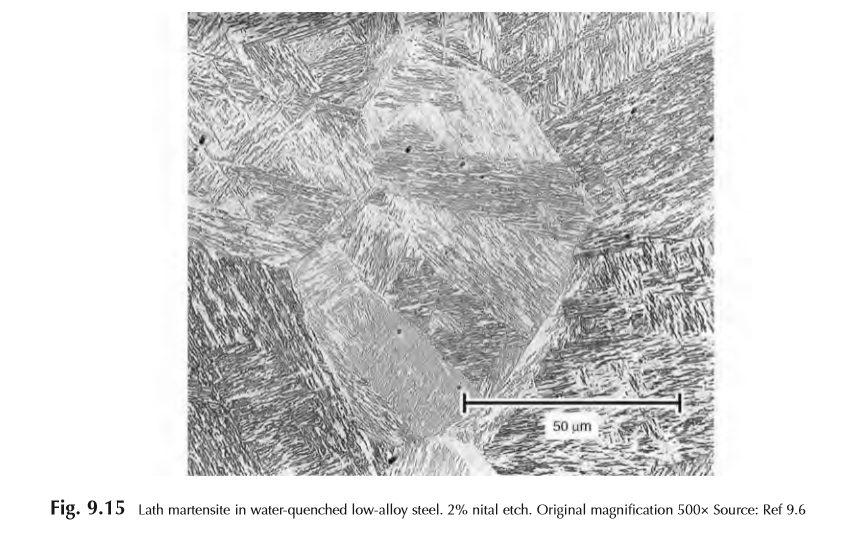 50 μm
Fig. 9.15 Lath martensite in water-quenched low-alloy steel. 2% nital etch. Original magnification 500× Source: Ref 9.6